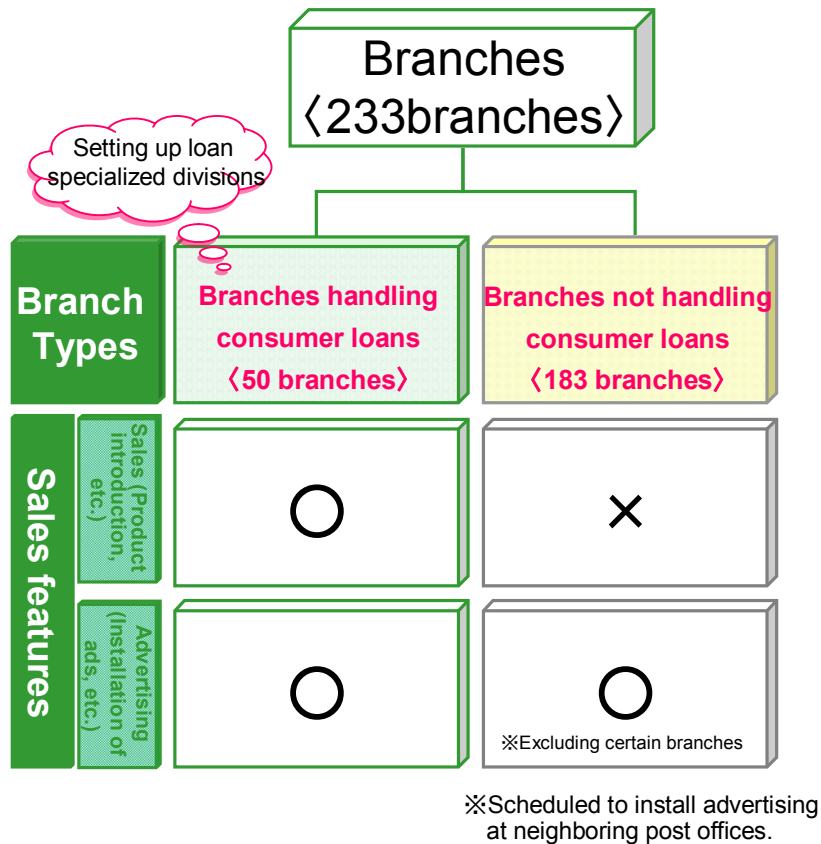 Branches
〈233branches〉
Setting up loan
specialized divisions
Branch
Types
Branches handling
consumer loans
〈50 branches〉
Branches not handling
consumer loans
〈183 branches〉
Sales features
Sales (Product
introduction,
etc.)
○
×
Advertising
(Installation of
ads, etc.)
○
○
※Excluding certain branches
※Scheduled to install advertising
at neighboring post offices.